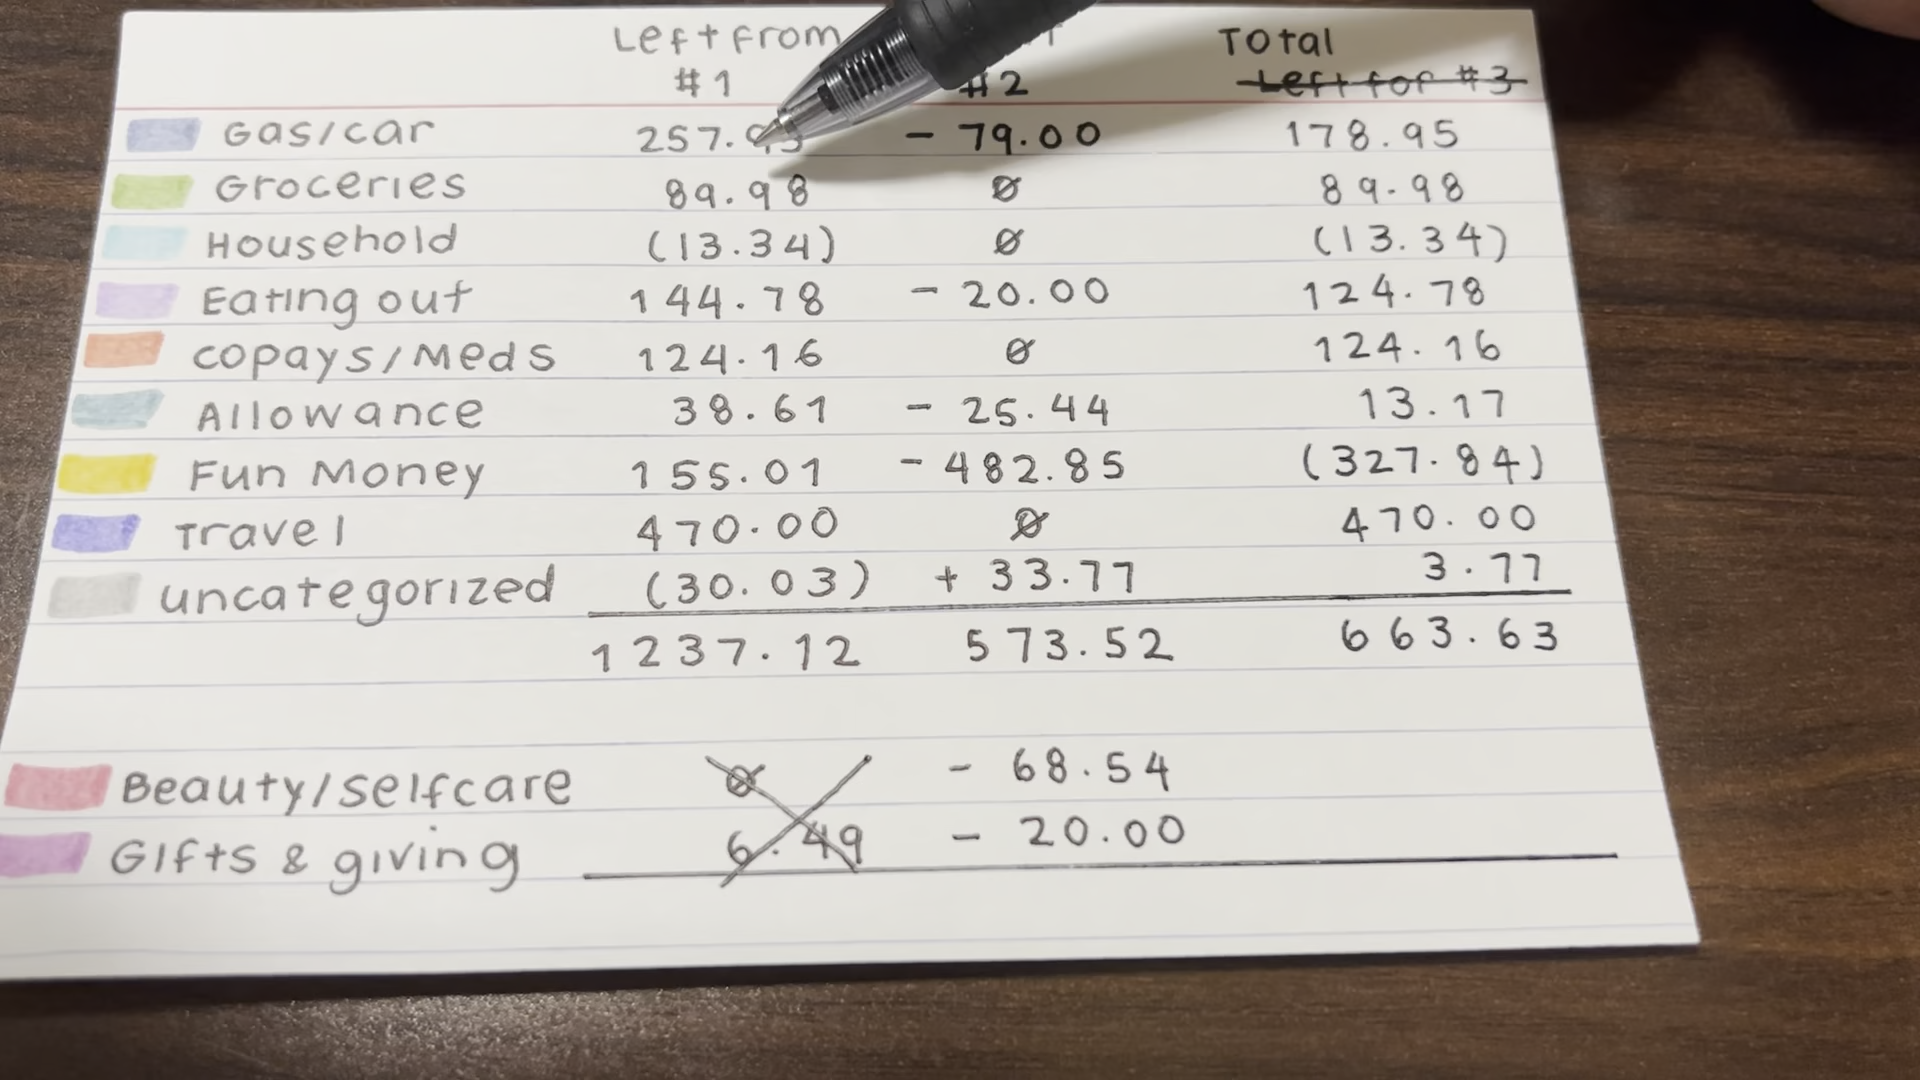 Left from Total
#1 #2 Left for #3
Gas/car 257.95 - 79.00 178.95
Groceries 89.98 ∅ 89.98
Household (13.34) ∅ (13.34)
Eating out 144.78 - 20.00 124.78
Copays/Meds 124.16 ∅ 124.16
Allowance 38.61 - 25.44 13.17
Fun Money 155.01 - 482.85 (327.84)
Travel 470.00 ∅ 470.00
uncategorized (30.03) + 33.77 3.77
1237.12 573.52 663.63
Beauty/selfcare ∅ - 68.54
Gifts & giving 6.49 - 20.00